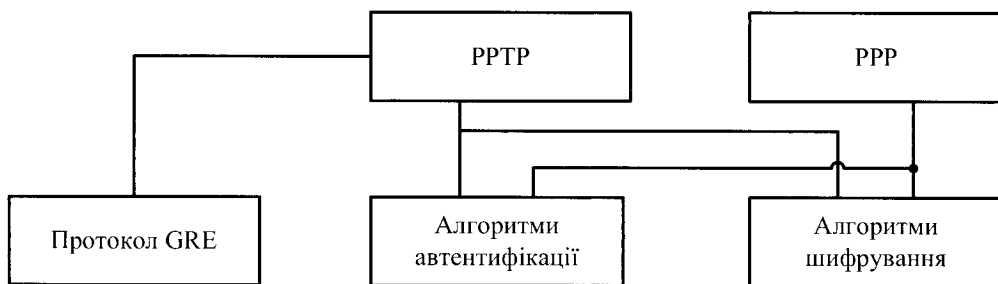 PPTP
PPP
Протокол GRE
Алгоритми
автентифікації
Алгоритми
шифрування